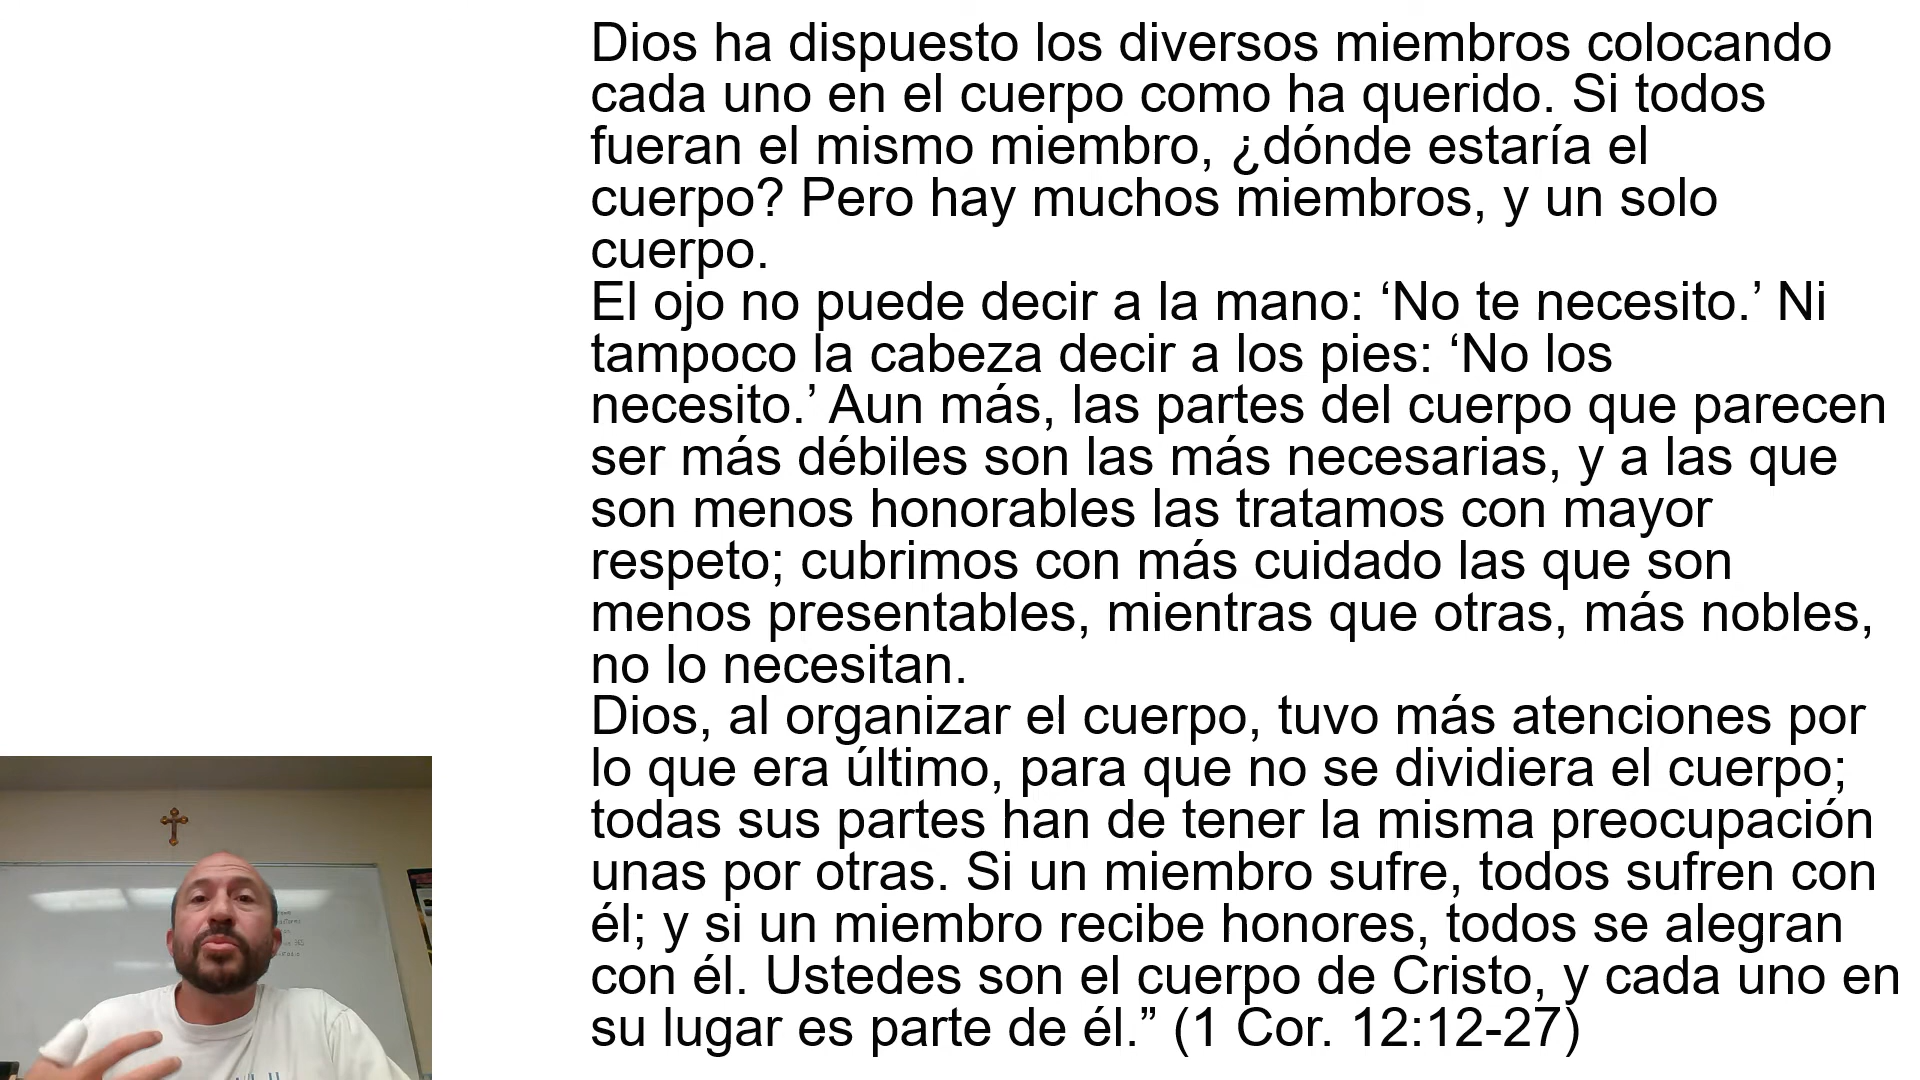 Dios ha dispuesto los diversos miembros colocando
cada uno en el cuerpo como ha querido. Si todos
fueran el mismo miembro, ¿dónde estaría el
cuerpo? Pero hay muchos miembros, y un solo
cuerpo.
El ojo no puede decir a la mano: ‘No te necesito.’ Ni
tampoco la cabeza decir a los pies: ‘No los
necesito.’ Aun más, las partes del cuerpo que parecen
ser más débiles son las más necesarias, y a las que
son menos honorables las tratamos con mayor
respeto; cubrimos con más cuidado las que son
menos presentables, mientras que otras, más nobles,
no lo necesitan.
Dios, al organizar el cuerpo, tuvo más atenciones por
lo que era último, para que no se dividiera el cuerpo;
todas sus partes han de tener la misma preocupación
unas por otras. Si un miembro sufre, todos sufren con
él; y si un miembro recibe honores, todos se alegran
con él. Ustedes son el cuerpo de Cristo, y cada uno en
su lugar es parte de él.” (1 Cor. 12:12-27)